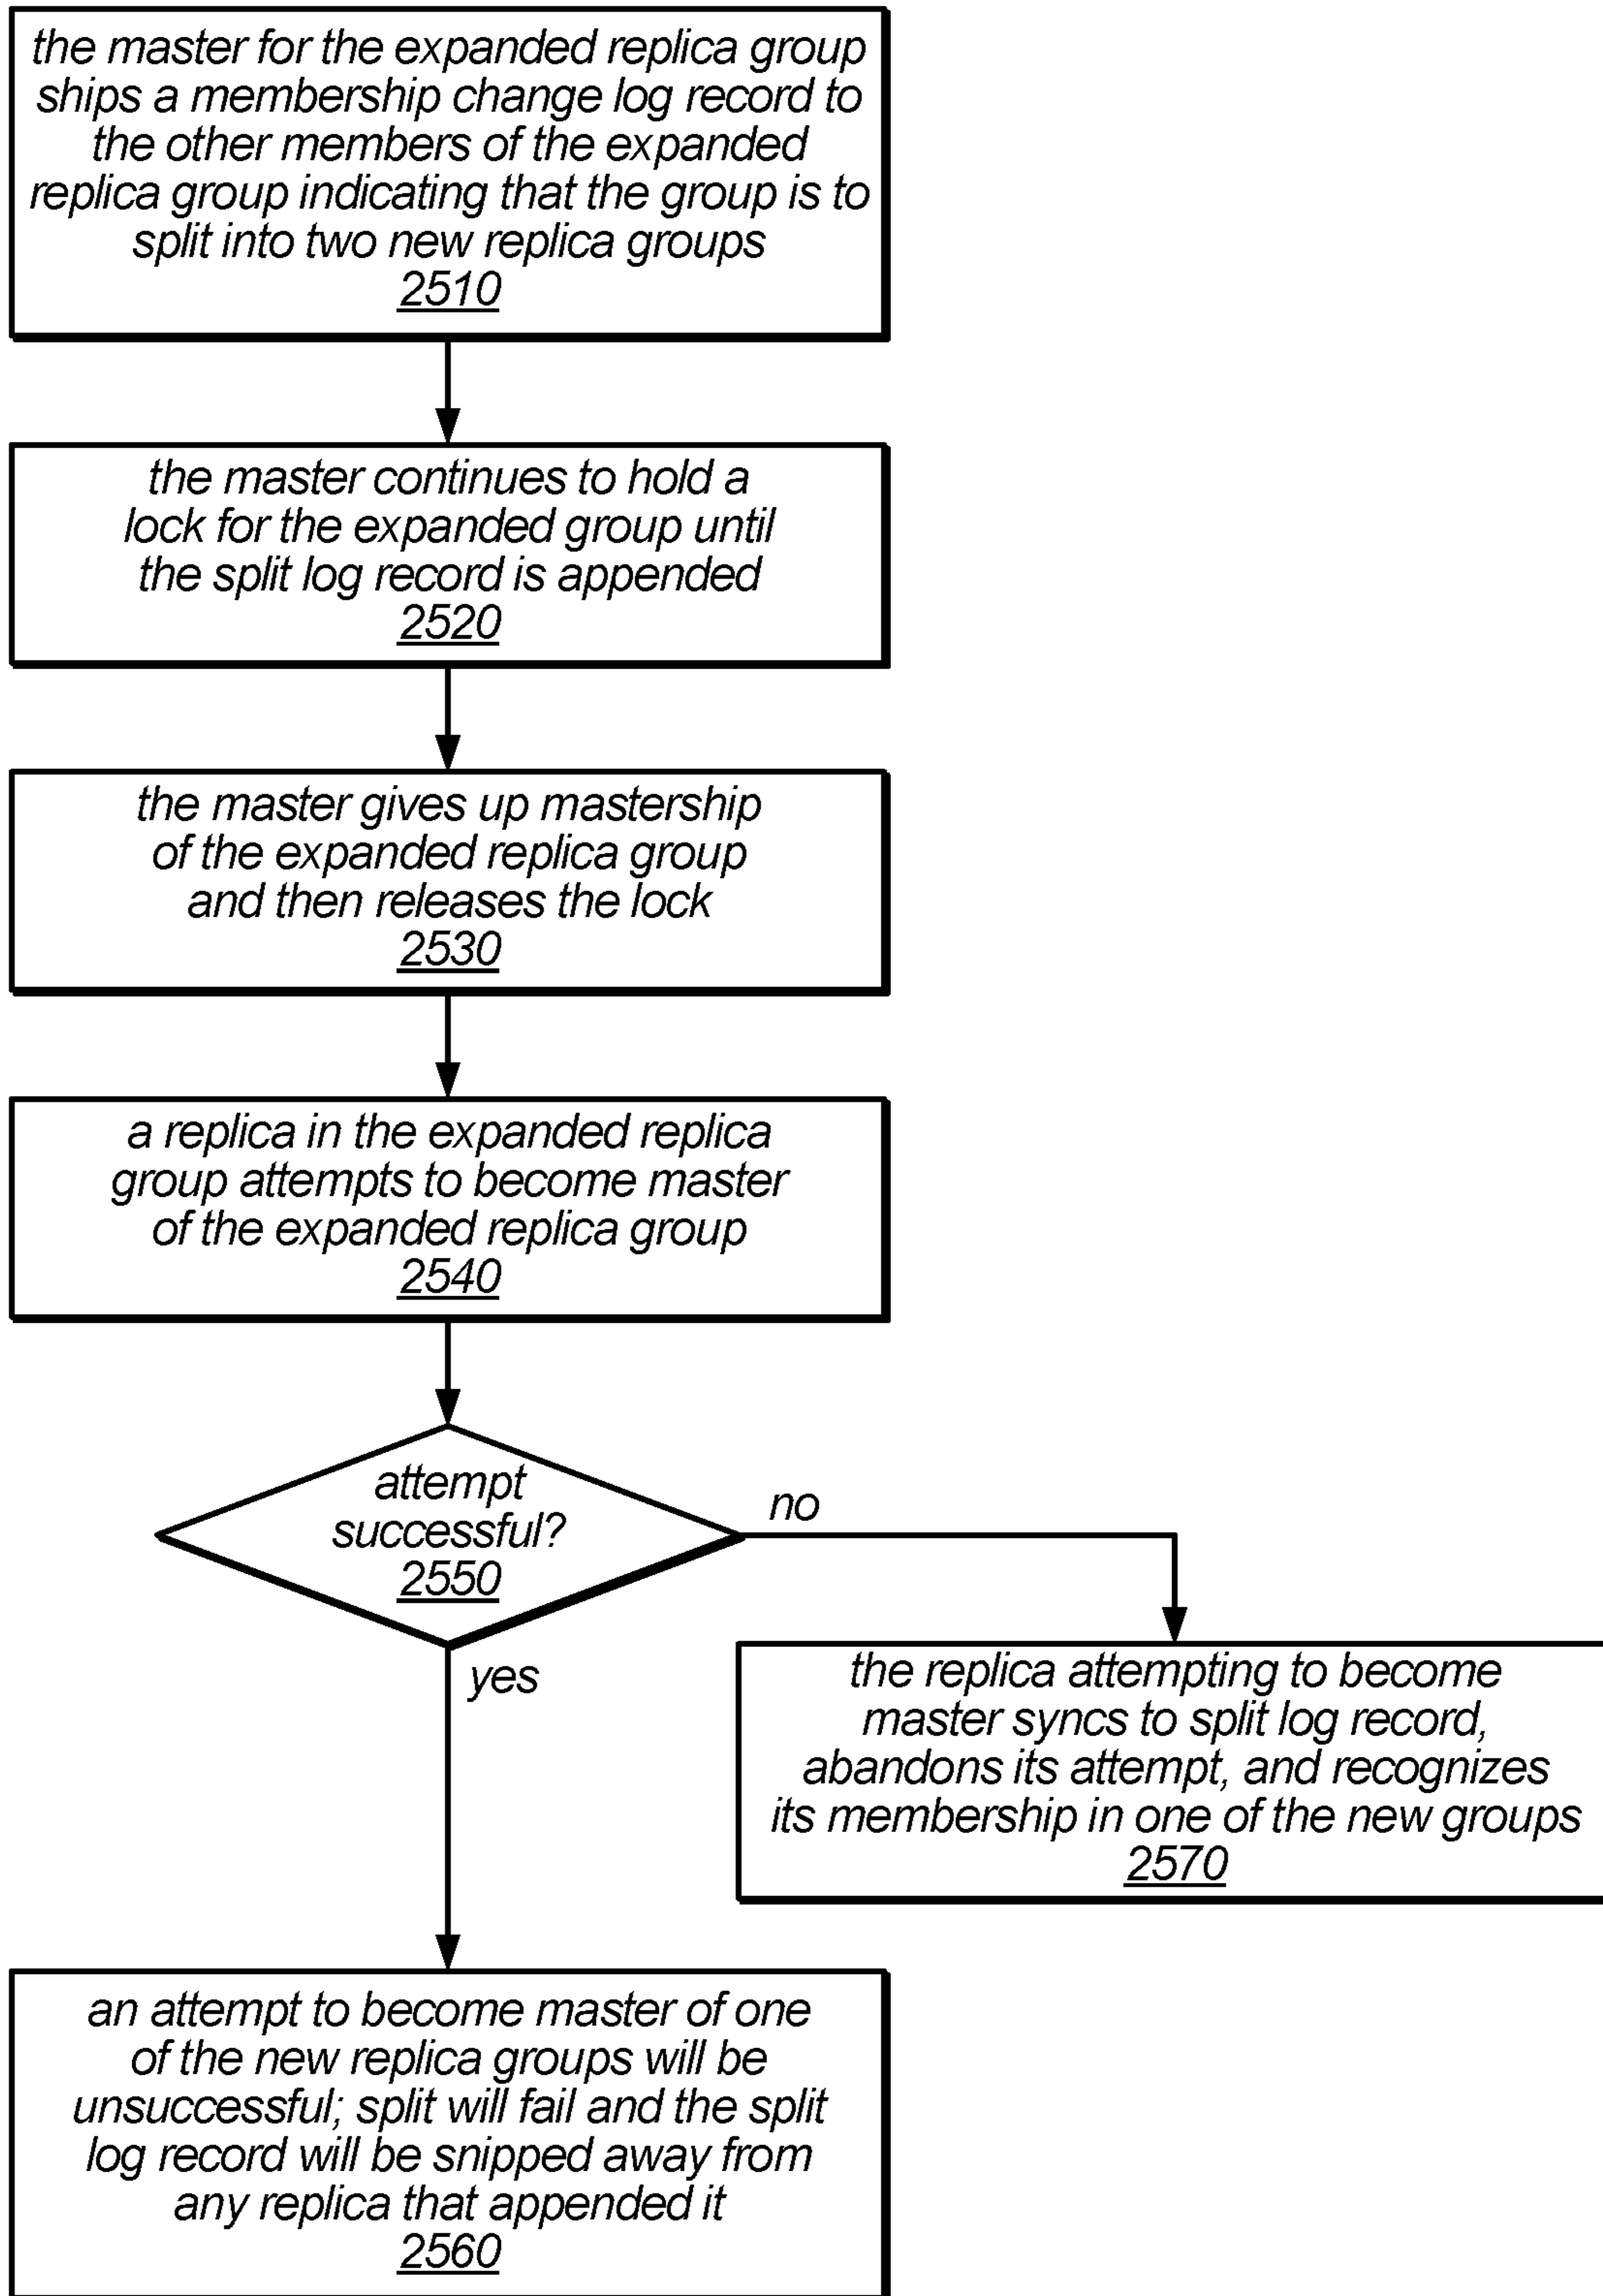 the master for the expanded replica group
ships a membership change log record to
the other members of the expanded
replica group indicating that the group is to
split into two new replica groups
2510
the master continues to hold a
lock for the expanded group until
the split log record is appended
2520
the master gives up mastership
of the expanded replica group
and then releases the lock
2530
a replica in the expanded replica
group attempts to become master
of the expanded replica group
2540
attempt
successful?
2550
no
yes
the replica attempting to become
master syncs to split log record,
abandons its attempt, and recognizes
its membership in one of the new groups
2570
an attempt to become master of one
of the new replica groups will be
unsuccessful; split will fail and the split
log record will be snipped away from
any replica that appended it
2560